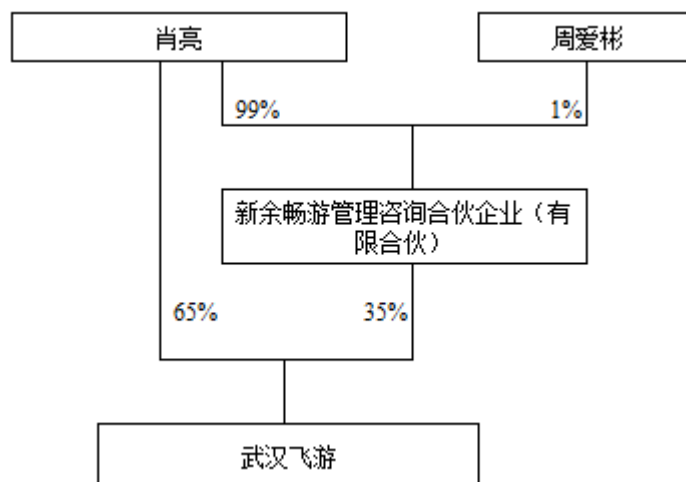 肖亮
周爱彬
99%
1%
新余畅游管理咨询合伙企业（有
限合伙）
65%
35%
武汉飞游